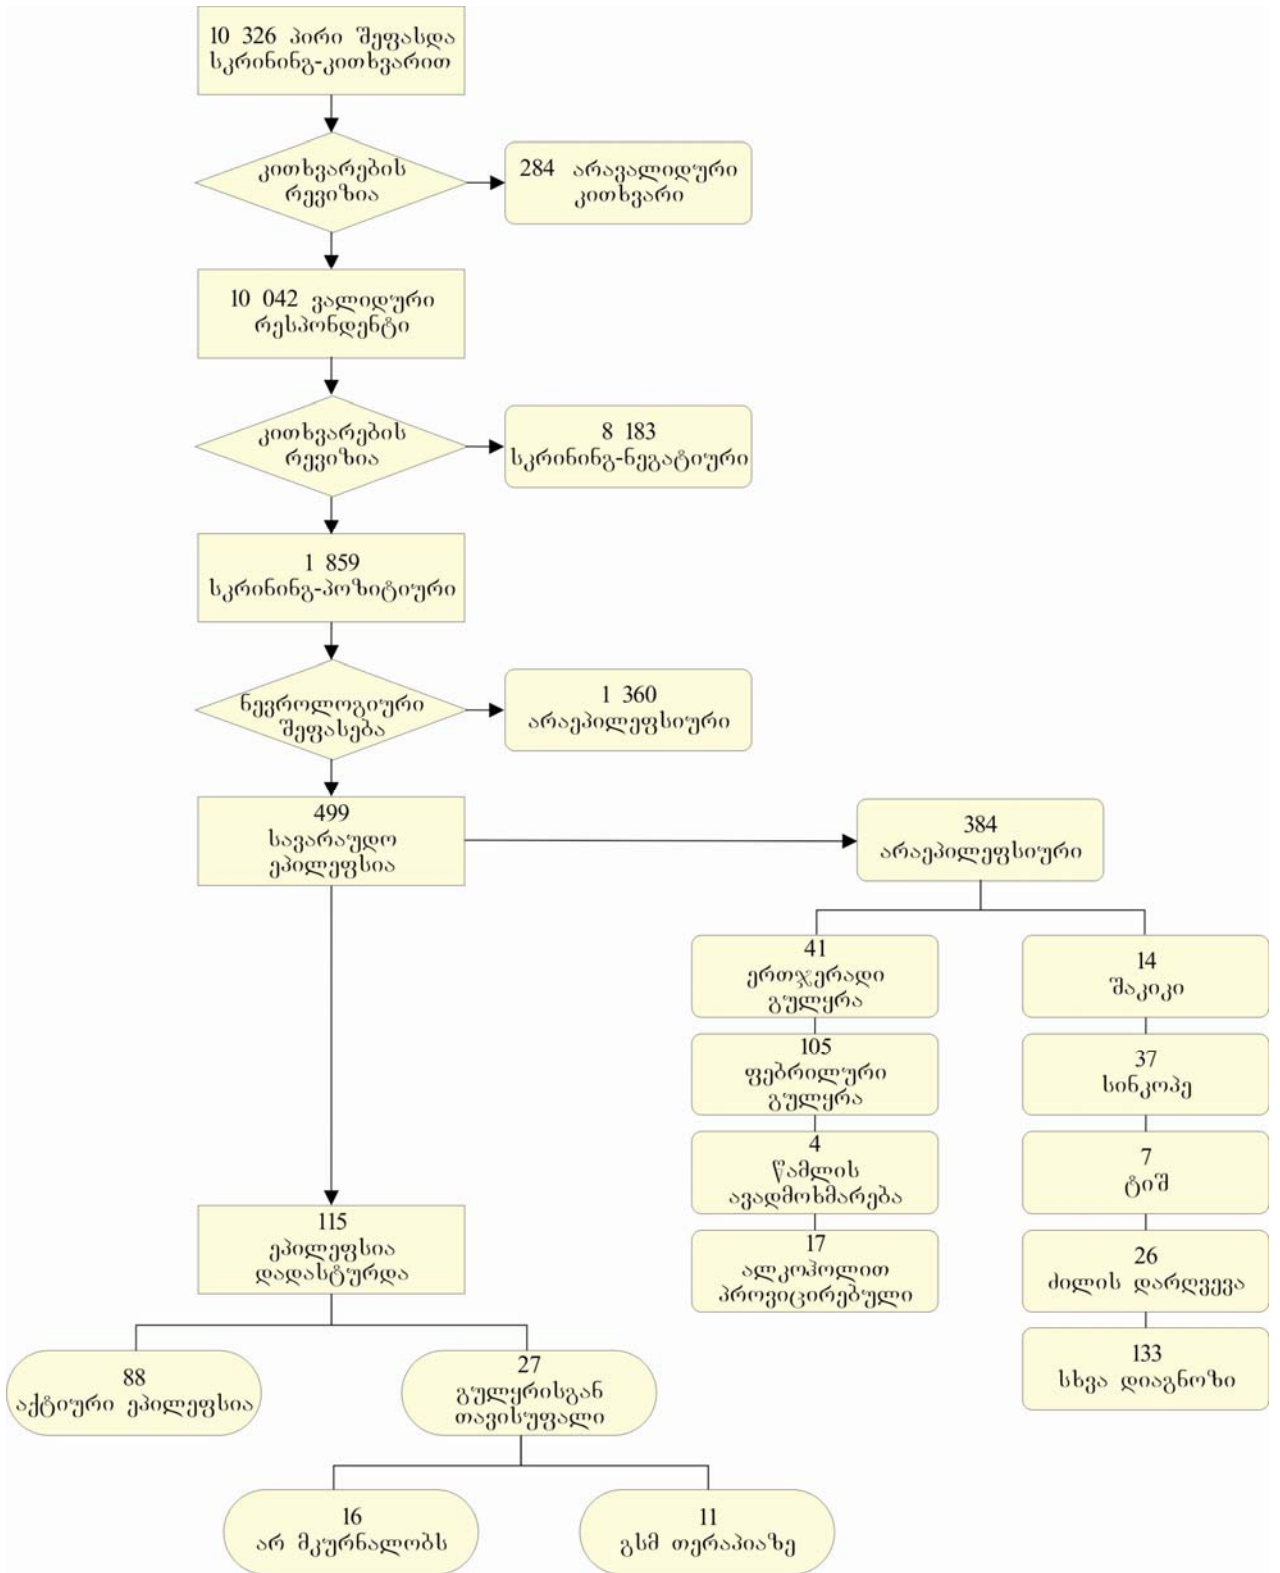 10 326 პირი შეფასდა
სკრინინგ-კითხვარით
კითხვარების
რევიზია
284 არავალიდური
კითხვარი
10 042 ვალიდური
რესპონდენტი
კითხვარების
რევიზია
8 183
სკრინინგ-ნეგატიური
1 859
სკრინინგ-პოზიტიური
ნევროლოგიური
შეფასება
1 360
არაეპილეფსიური
499
სავარაუდო
ეპილეფსია
384
არაეპილეფსიური
41
ერთჯერადი
გულყრა
105
ფებრილური
გულყრა
4
წამლის
ავადმოხმარება
17
ალკოჰოლით
პროვიცირებული
14
შაკიკი
37
სინკოპე
7
ტიშ
26
ძილის დარღვევა
133
სხვა დიაგნოზი
115
ეპილეფსია
დადასტურდა
88
აქტიური ეპილეფსია
27
გულყრისგან
თავისუფალი
16
არ მკურნალობს
11
გსმ თერაპიაზე